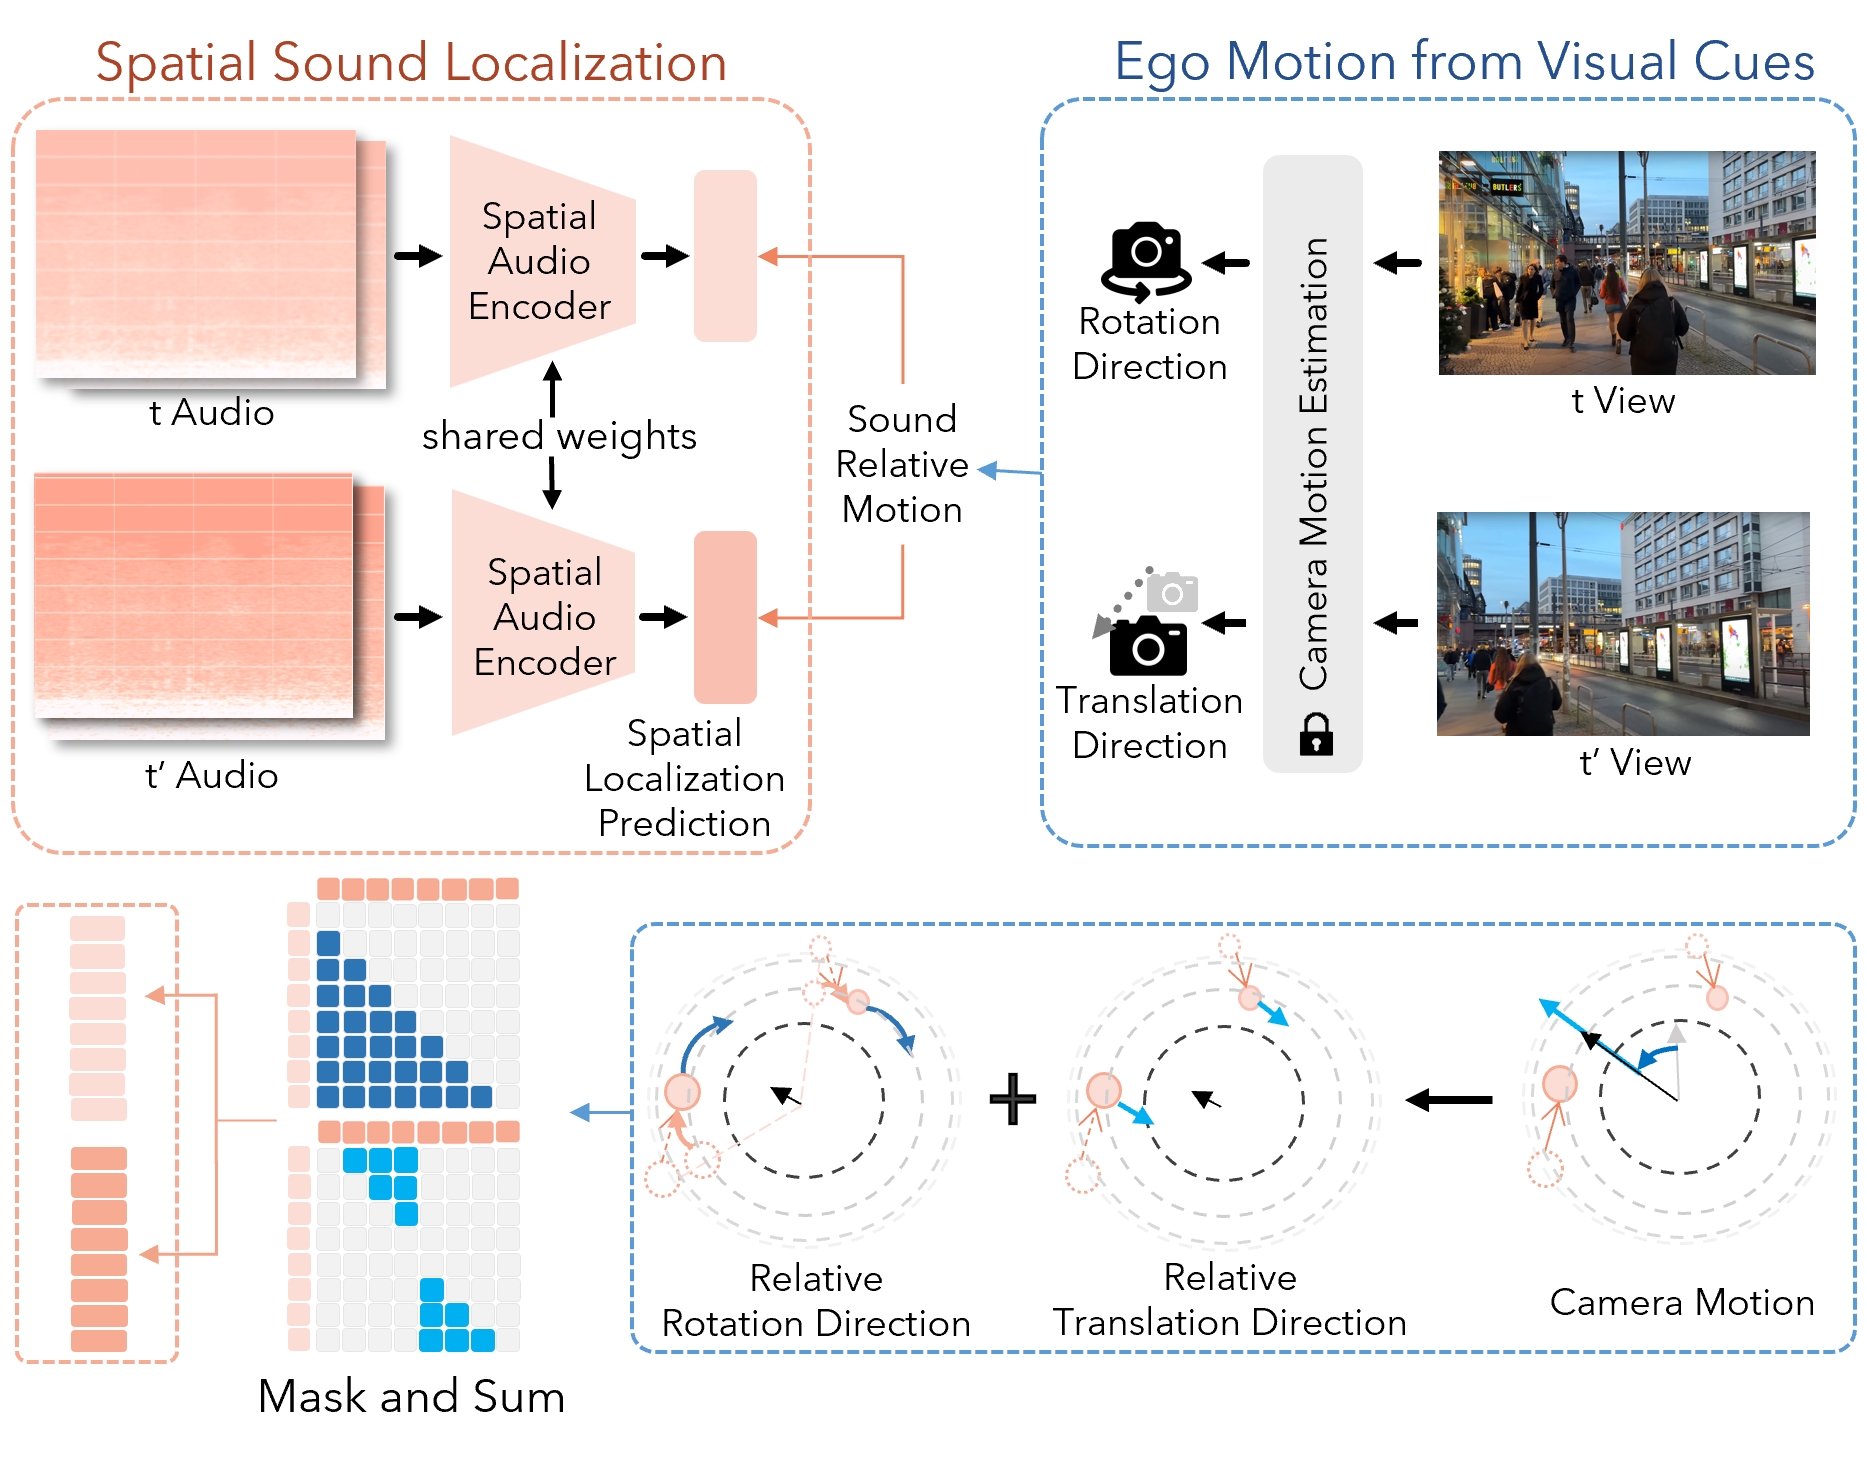 Spatial Sound Localization
Ego Motion from Visual Cues
Spatial
Audio
Encoder
t Audio
shared weights
Spatial
Audio
Encoder
t′ Audio
Spatial
Localization
Prediction
Sound
Relative
Motion
Rotation
Direction
Translation
Direction
Camera Motion Estimation
BUTLERS
t View
t′ View
Mask and Sum
Relative
Rotation Direction
+
Relative
Translation Direction
Camera Motion